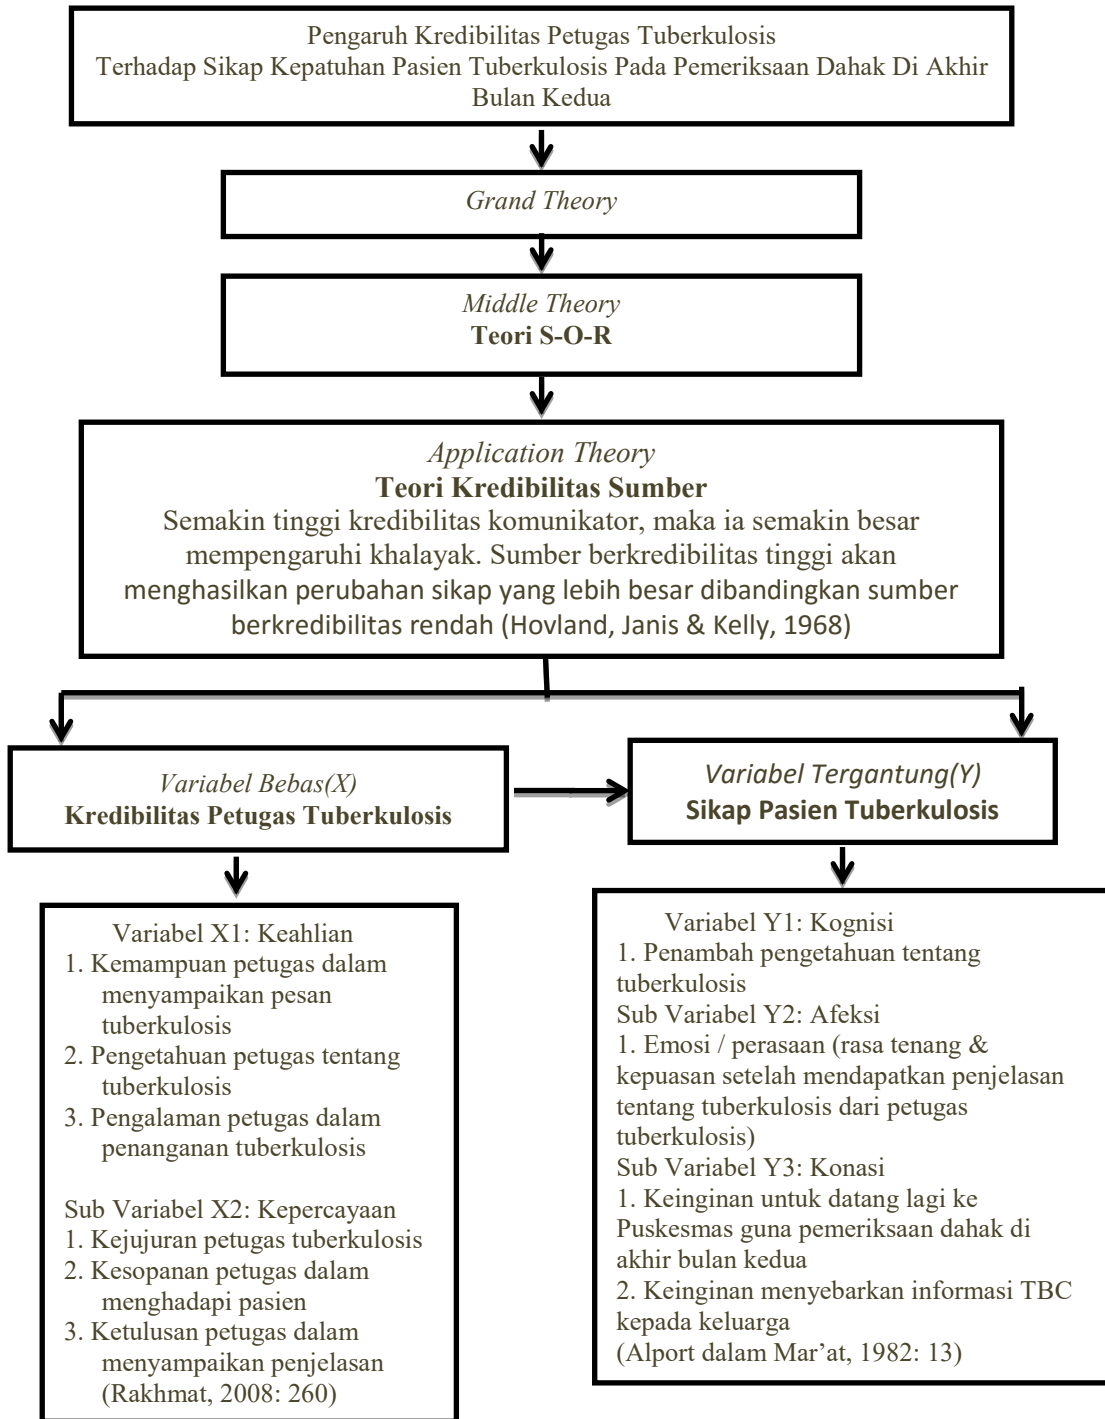 Pengaruh Kredibilitas Petugas Tuberkulosis
Terhadap Sikap Kepatuhan Pasien Tuberkulosis Pada Pemeriksaan Dahak Di Akhir
Bulan Kedua
Grand Theory
Middle Theory
Teori S-O-R
Application Theory
Teori Kredibilitas Sumber
Semakin tinggi kredibilitas komunikator, maka ia semakin besar
mempengaruhi khalayak. Sumber berkredibilitas tinggi akan
menghasilkan perubahan sikap yang lebih besar dibandingkan sumber
berkredibilitas rendah (Hovland, Janis & Kelly, 1968)
Variabel Bebas(X)
Kredibilitas Petugas Tuberkulosis
Variabel Tergantung(Y)
Sikap Pasien Tuberkulosis
Variabel X1: Keahlian
1. Kemampuan petugas dalam
menyampaikan pesan
tuberkulosis
2. Pengetahuan petugas tentang
tuberkulosis
3. Pengalaman petugas dalam
penanganan tuberkulosis
Sub Variabel X2: Kepercayaan
1. Kejujuran petugas tuberkulosis
2. Kesopanan petugas dalam
menghadapi pasien
3. Ketulusan petugas dalam
menyampaikan penjelasan
(Rakhmat, 2008: 260)
Variabel Y1: Kognisi
1. Penambah pengetahuan tentang
tuberkulosis
Sub Variabel Y2: Afeksi
1. Emosi / perasaan (rasa tenang &
kepuasan setelah mendapatkan penjelasan
tentang tuberkulosis dari petugas
tuberkulosis)
Sub Variabel Y3: Konasi
1. Keinginan untuk datang lagi ke
Puskesmas guna pemeriksaan dahak di
akhir bulan kedua
2. Keinginan menyebarkan informasi TBC
kepada keluarga
(Alport dalam Mar’at, 1982: 13)